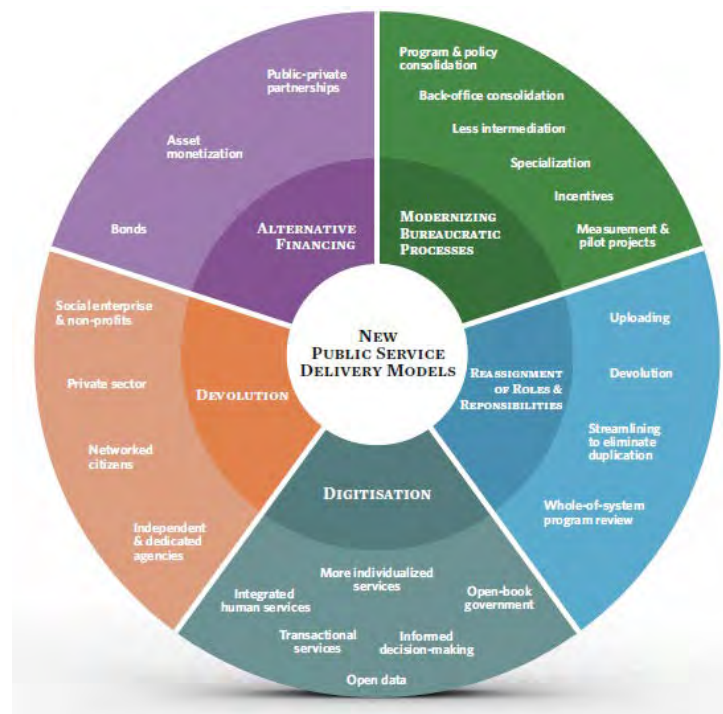 NEW
PUBLIC SERVICE
DELIVERY MODELS
MODERNIZING
BUREAUCRATIC
PROCESSES
Program & policy
consolidation
Back-office consolidation
Less intermediation
Specialization
Incentives
Measurement &
pilot projects
REASSIGNMENT
OF ROLES &
REPONSIBILITIES
Uploading
Devolution
Streamlining
to eliminate
duplication
Whole-of-system
program review
DIGITISATION
More individualized
services
Integrated
human services
Open-book
government
Transactional
services
Informed
decision-making
Open data
DEVOLUTION
Social enterprise
& non-profits
Private sector
Networked
citizens
Independent
& dedicated
agencies
ALTERNATIVE
FINANCING
Public-private
partnerships
Asset
monetization
Bonds